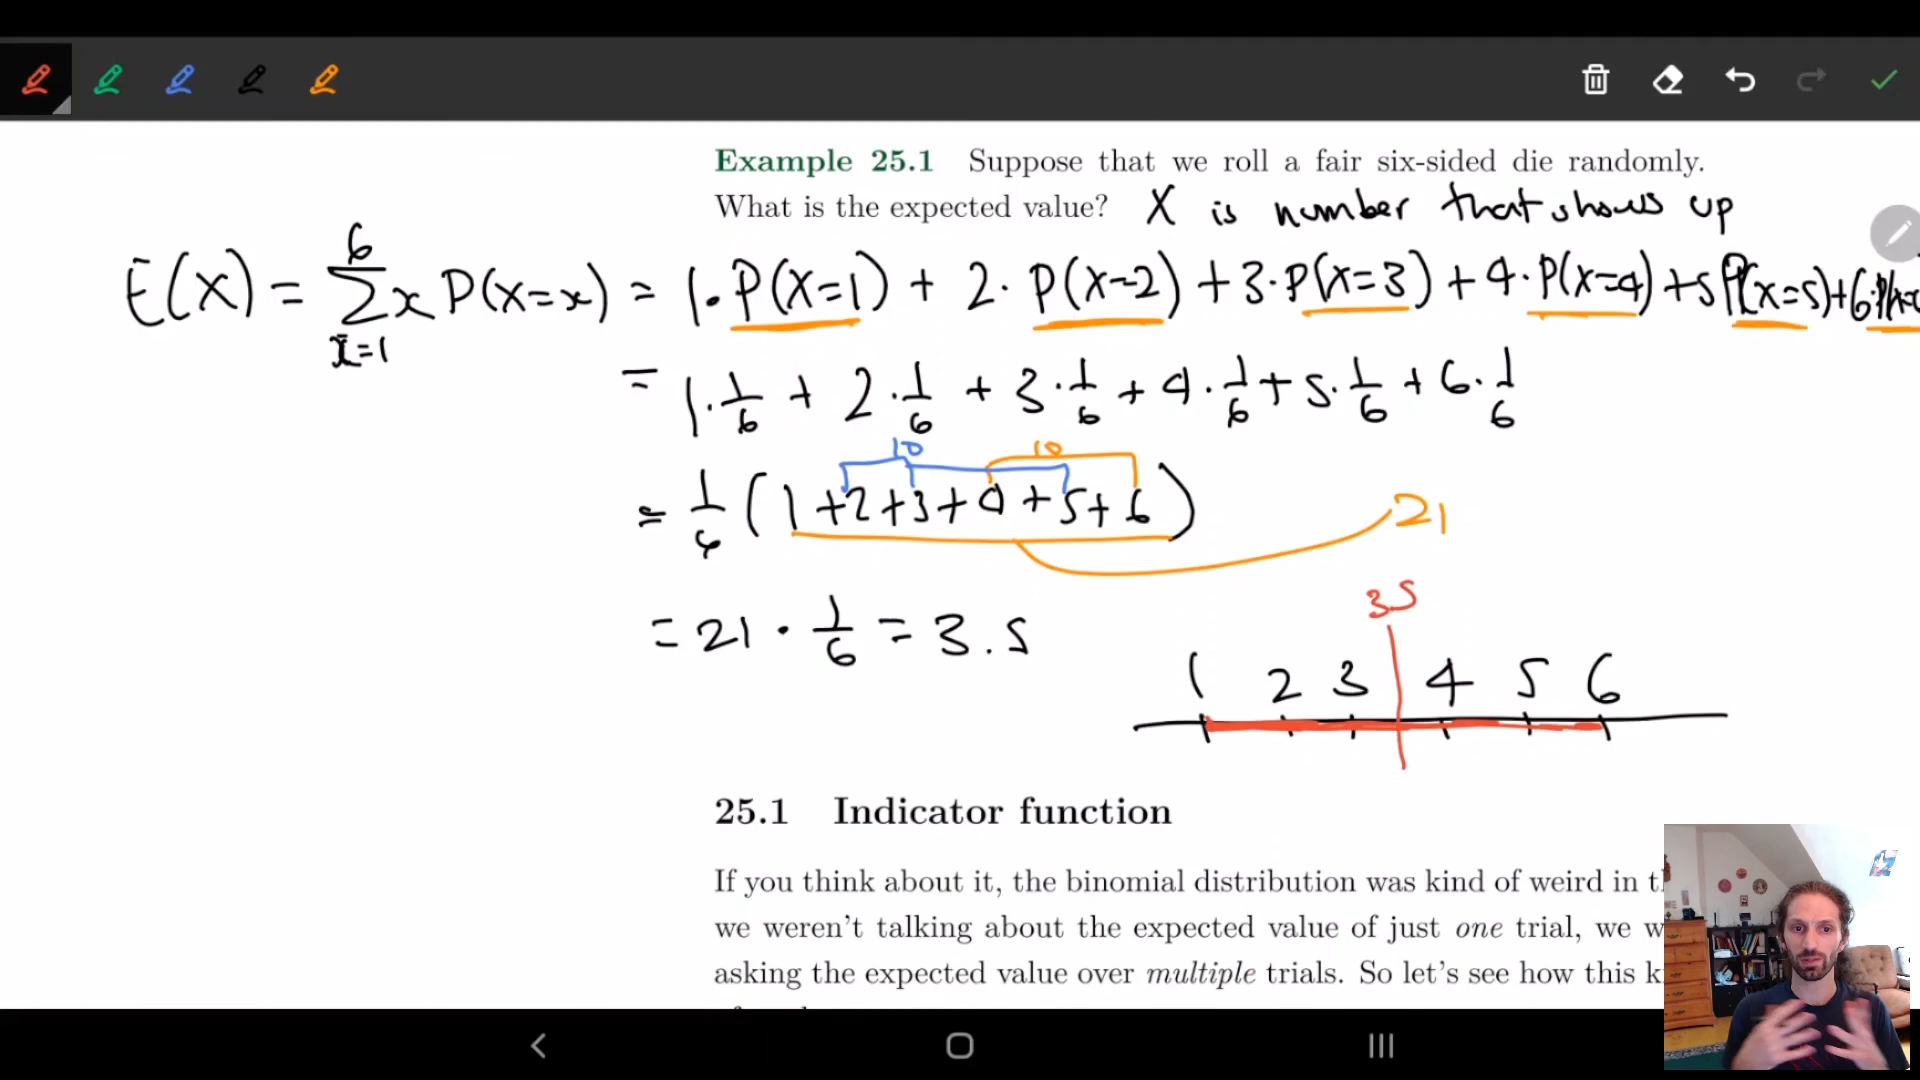 Example 25.1 Suppose that we roll a fair six-sided die randomly.
What is the expected value? X is number that shows up
E(X) = 6 Σ x=1 x P(X=x) = 1·P(X=1) + 2·P(X=2) + 3·P(X=3) + 4·P(X=4) + 5P(X=5) + 6·P(X=
= 1·1/6 + 2·1/6 + 3·1/6 + 4·1/6 + 5·1/6 + 6·1/6
10 10
= 1/6 (1+2+3+4+5+6) 21
= 21 · 1/6 = 3.5
3.5
1 2 3 4 5 6
25.1 Indicator function
If you think about it, the binomial distribution was kind of weird in t
we weren't talking about the expected value of just one trial, we w
asking the expected value over multiple trials. So let's see how this k